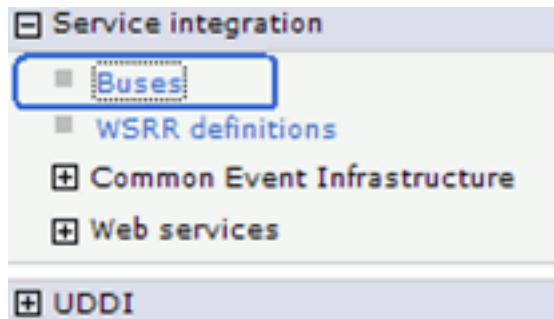 Service integration
Buses
WSRR definitions
Common Event Infrastructure
Web services
UDDI